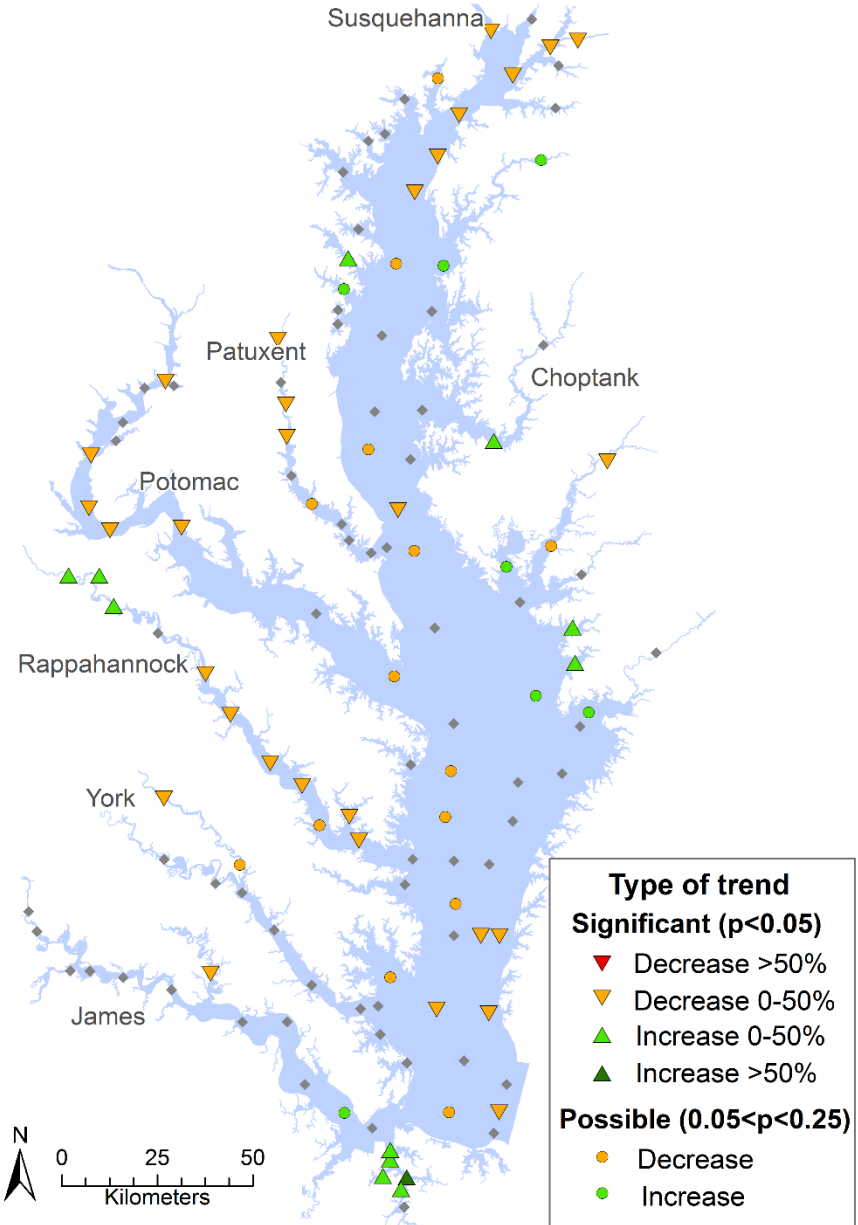 Susquehanna
Patuxent
Choptank
Potomac
Rappahannock
York
James
N
0 25 50
Kilometers
Type of trend
Significant (p<0.05)
Decrease >50%
Decrease 0-50%
Increase 0-50%
Increase >50%
Possible (0.05<p<0.25)
Decrease
Increase